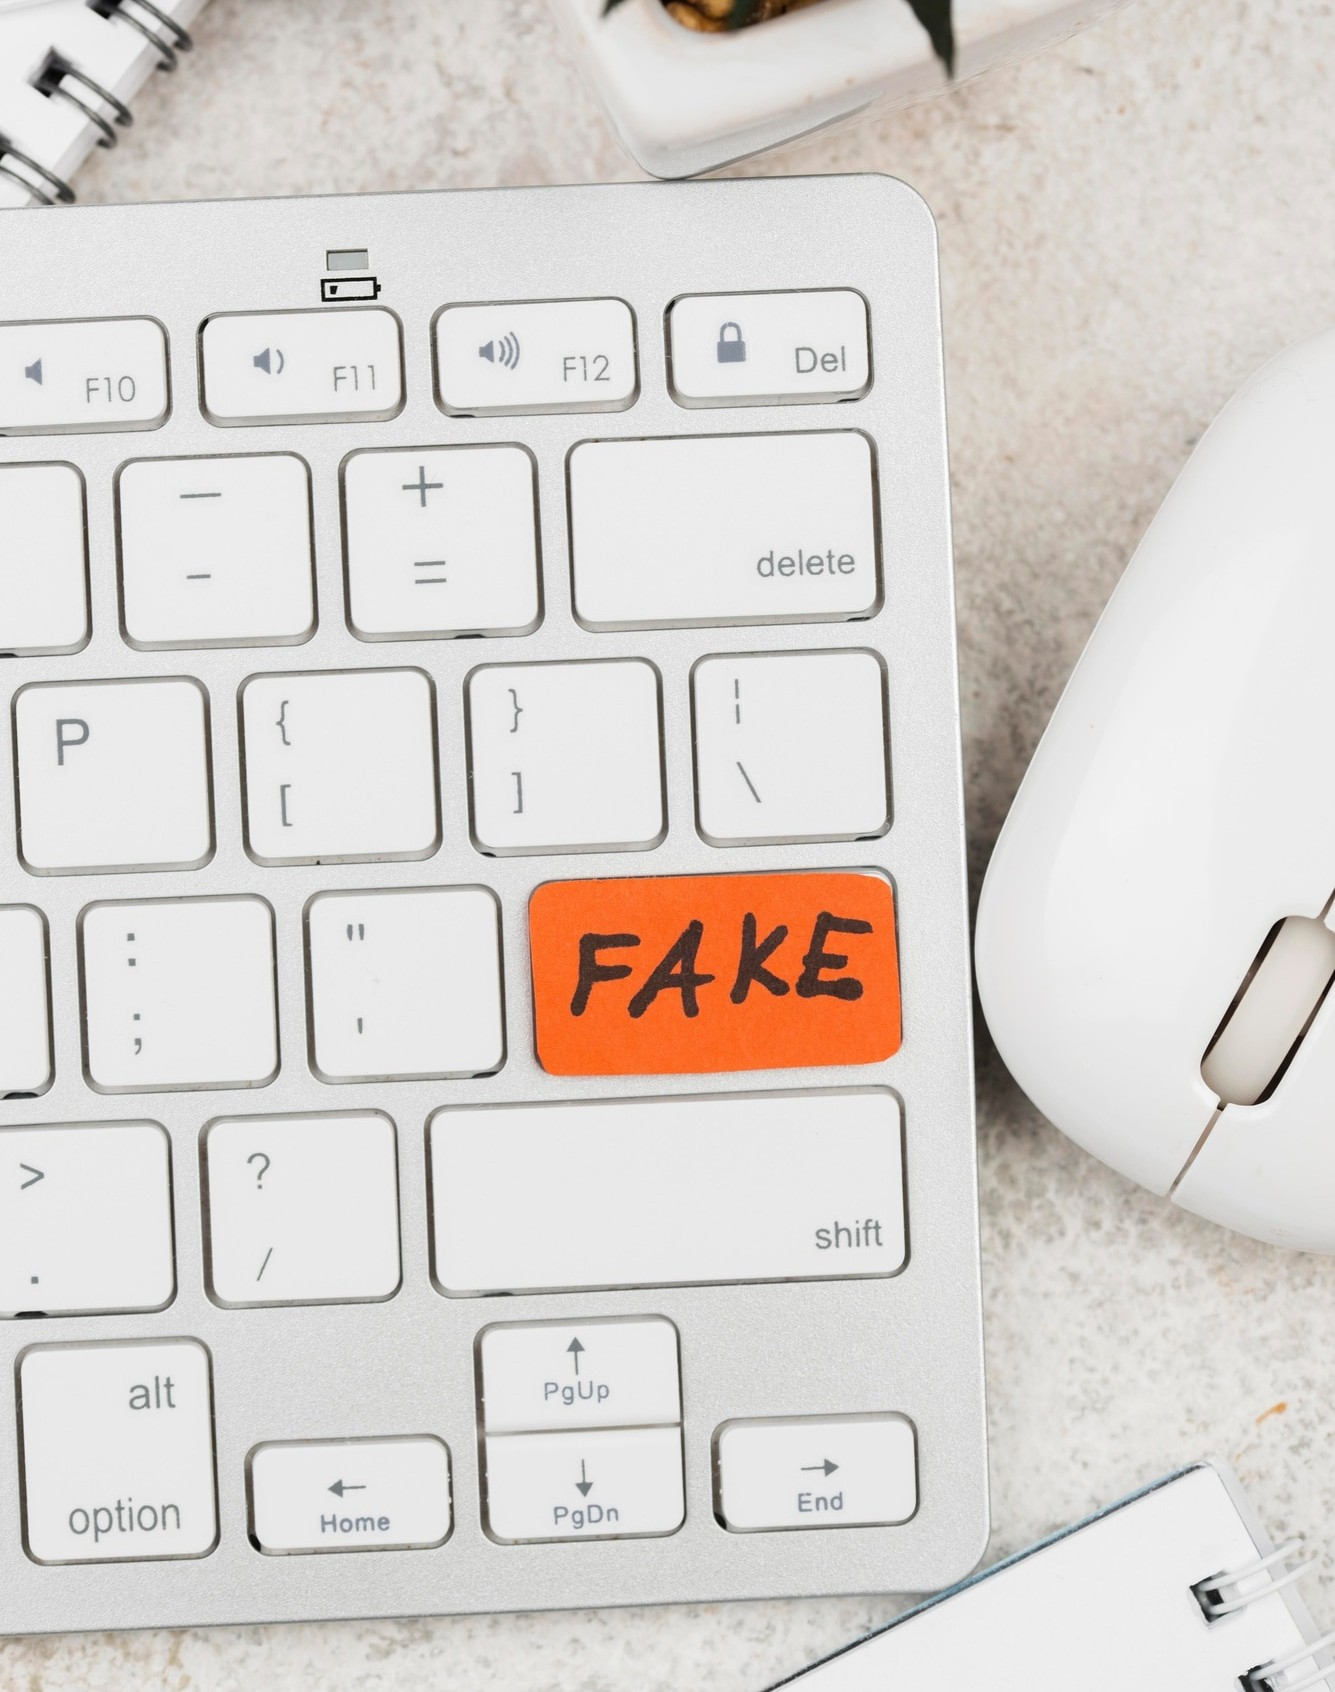 F10 F11 F12 Del
— +
- = delete
P { } ¦
[ ] \
: "
; ' FAKE
> ?
. / shift
alt PgUp
option Home PgDn End